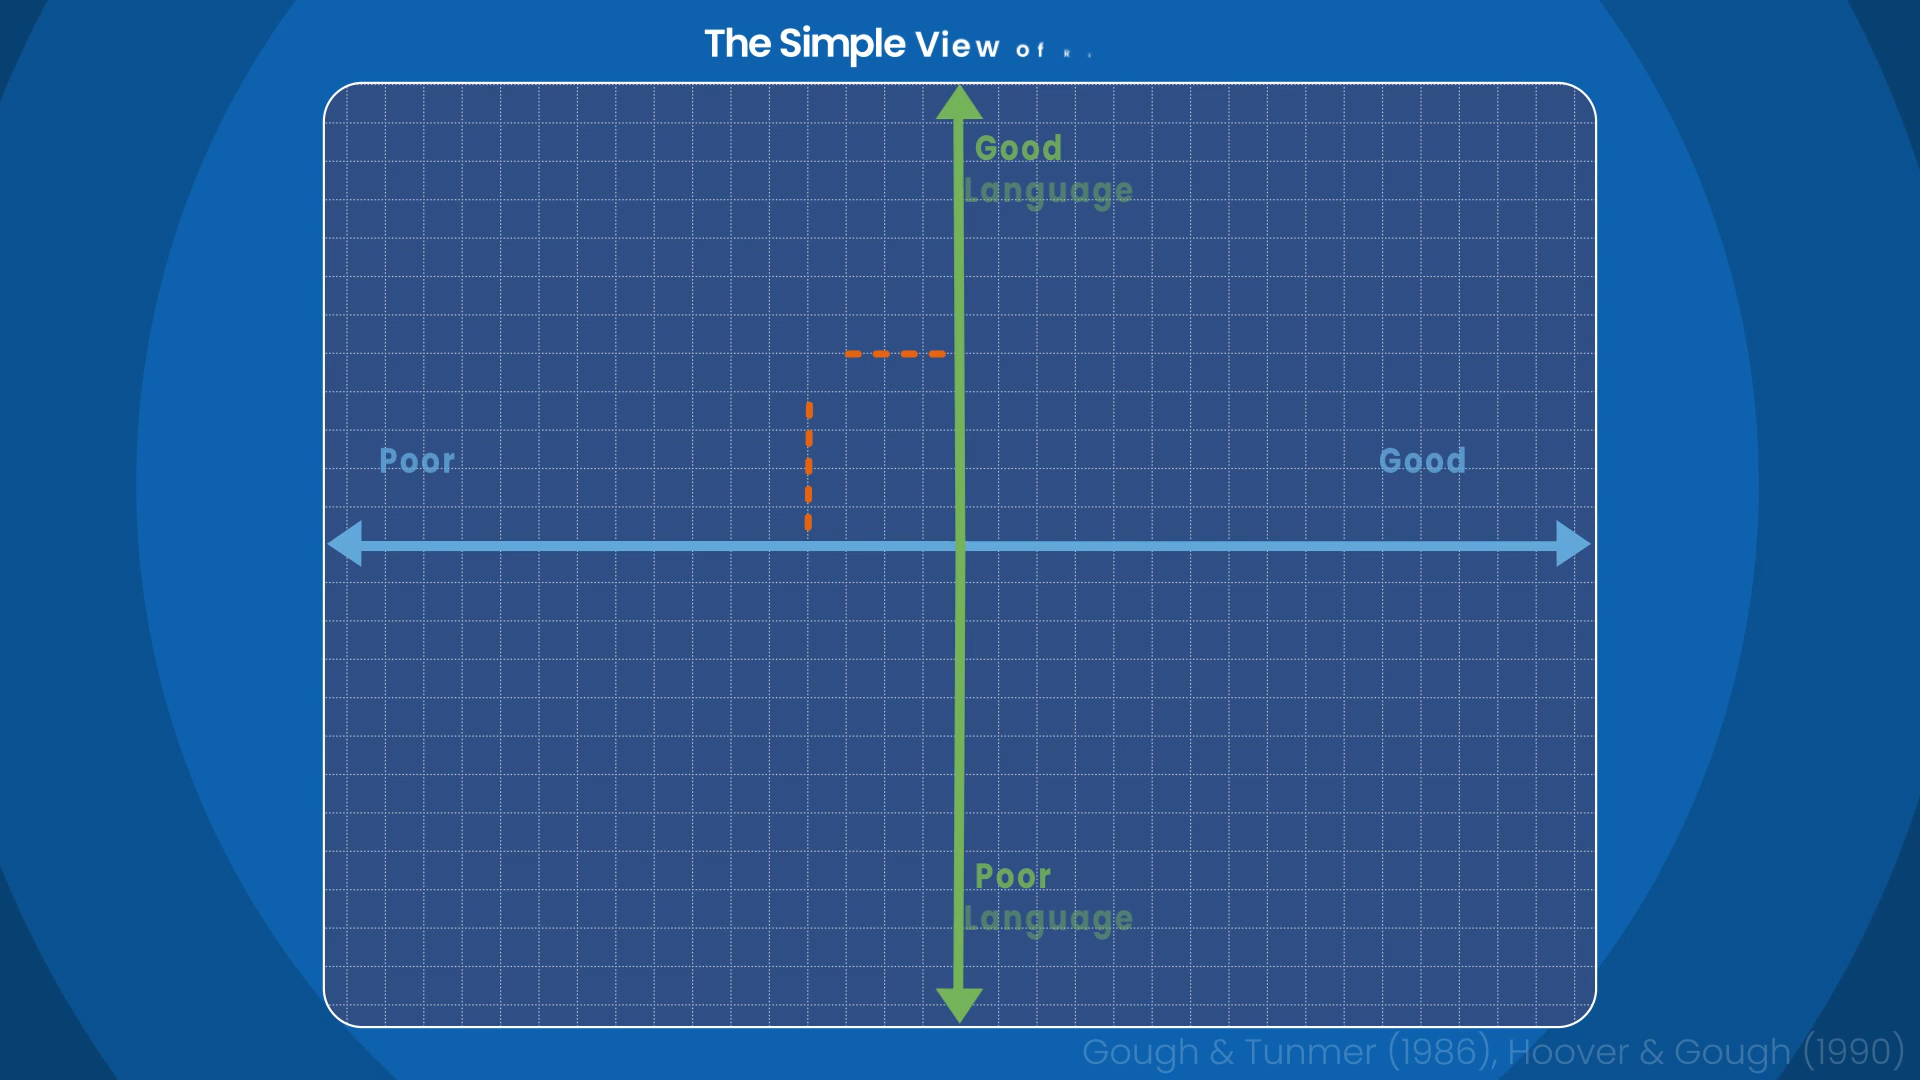 The Simple View of
Good
Language
Poor
Good
Poor
Language
Gough & Tunmer (1986), Hoover & Gough (1990)